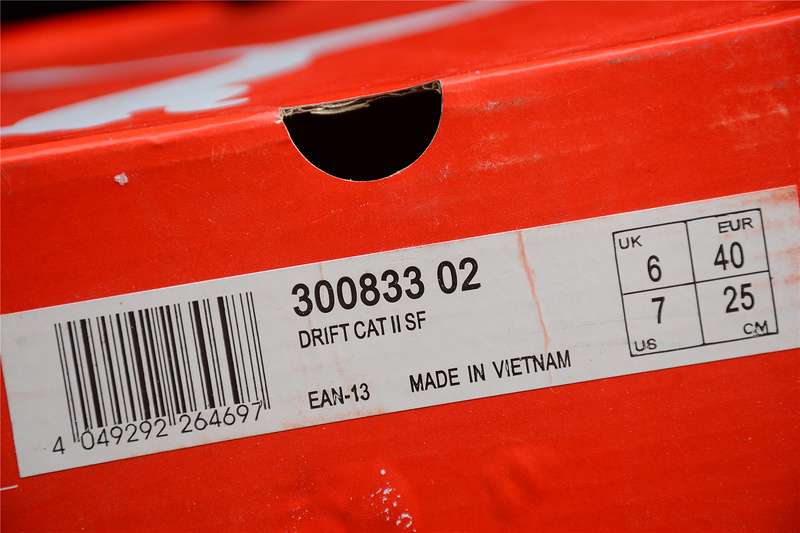 300833 02
DRIFT CAT II SF
EAN-13 MADE IN VIETNAM
4 049292 264697
UK 6
EUR 40
7 US
25 CM